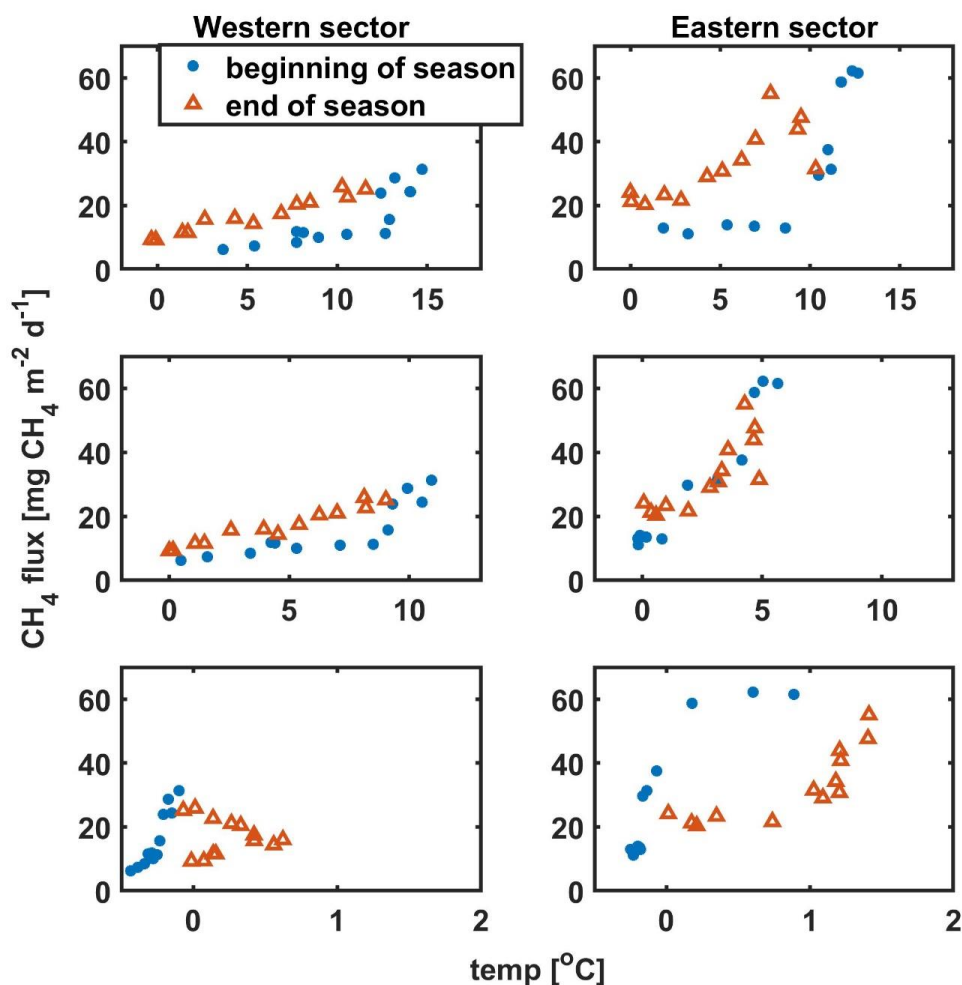 Western sector
Eastern sector
beginning of season
end of season
60
40
20
0
0 5 10 15
60
40
20
0
0 5 10 15
60
40
20
0
0 5 10
60
40
20
0
0 5 10
60
40
20
0
0 1 2
60
40
20
0
0 1 2
CH₄ flux [mg CH₄ m⁻² d⁻¹]
temp [°C]